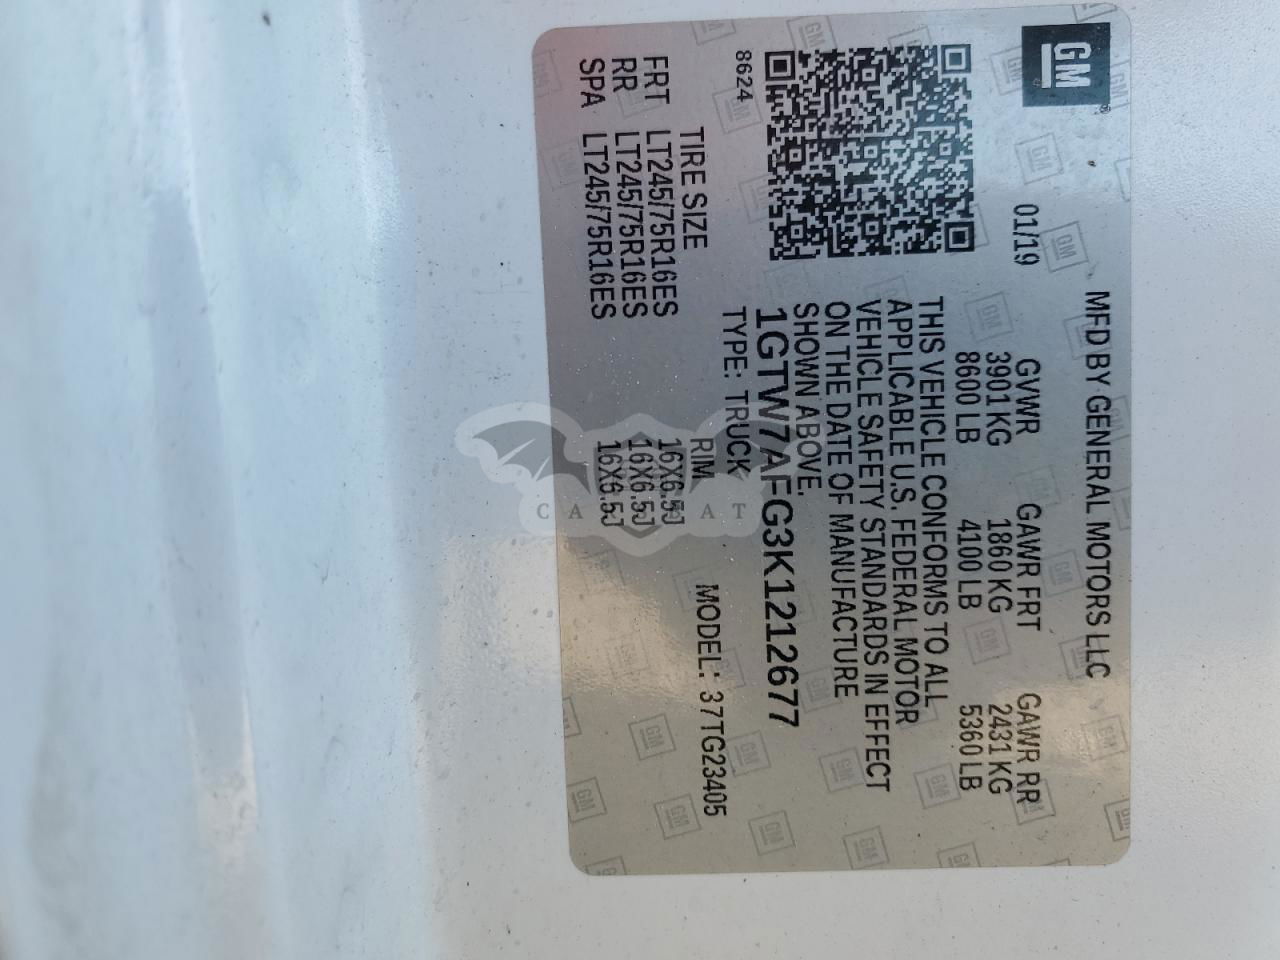 GM
MFD BY GENERAL MOTORS LLC
01/19
GVWR GAWR FRT GAWR RR
3901 KG 1860 KG 2431 KG
8600 LB 4100 LB 5360 LB
THIS VEHICLE CONFORMS TO ALL
APPLICABLE U.S. FEDERAL MOTOR
VEHICLE SAFETY STANDARDS IN EFFECT
ON THE DATE OF MANUFACTURE
SHOWN ABOVE.
1GTW7AFG3K1212677
8624
TYPE: TRUCK MODEL: 37TG23405
TIRE SIZE RIM
FRT LT245/75R16ES 16X6.5J
RR LT245/75R16ES 16X6.5J
SPA LT245/75R16ES 16X6.5J